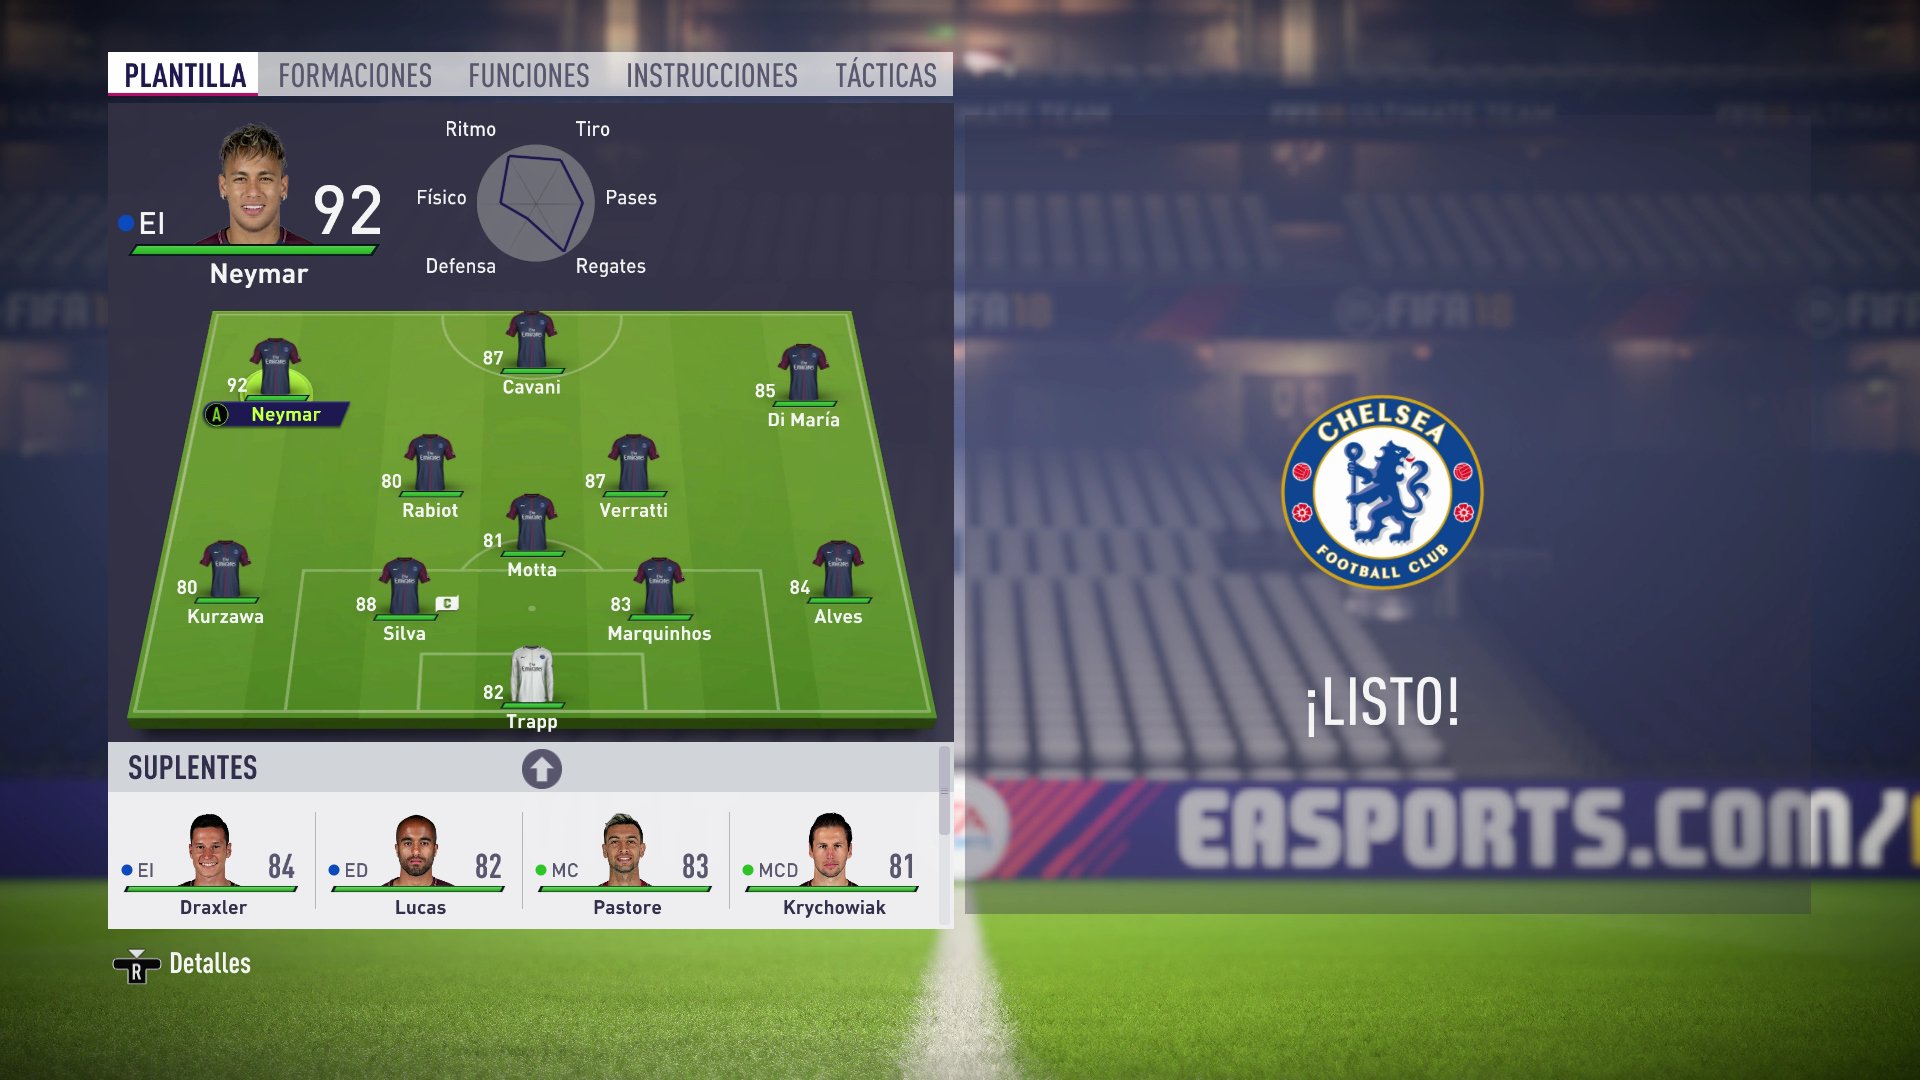 PLANTILLA FORMACIONES FUNCIONES INSTRUCCIONES TÁCTICAS
Ritmo Tiro
Físico Pases
Defensa Regates
EI 92
Neymar
87
Cavani
92
A Neymar
85
Di María
80
Rabiot
87
Verratti
81
Motta
80
Kurzawa
88 C
Silva
83
Marquinhos
84
Alves
82
Trapp
SUPLENTES
EI 84
Draxler
ED 82
Lucas
MC 83
Pastore
MCD 81
Krychowiak
R Detalles
CHELSEA
FOOTBALL CLUB
¡LISTO!
FIFA 18
EASPORTS.COM/